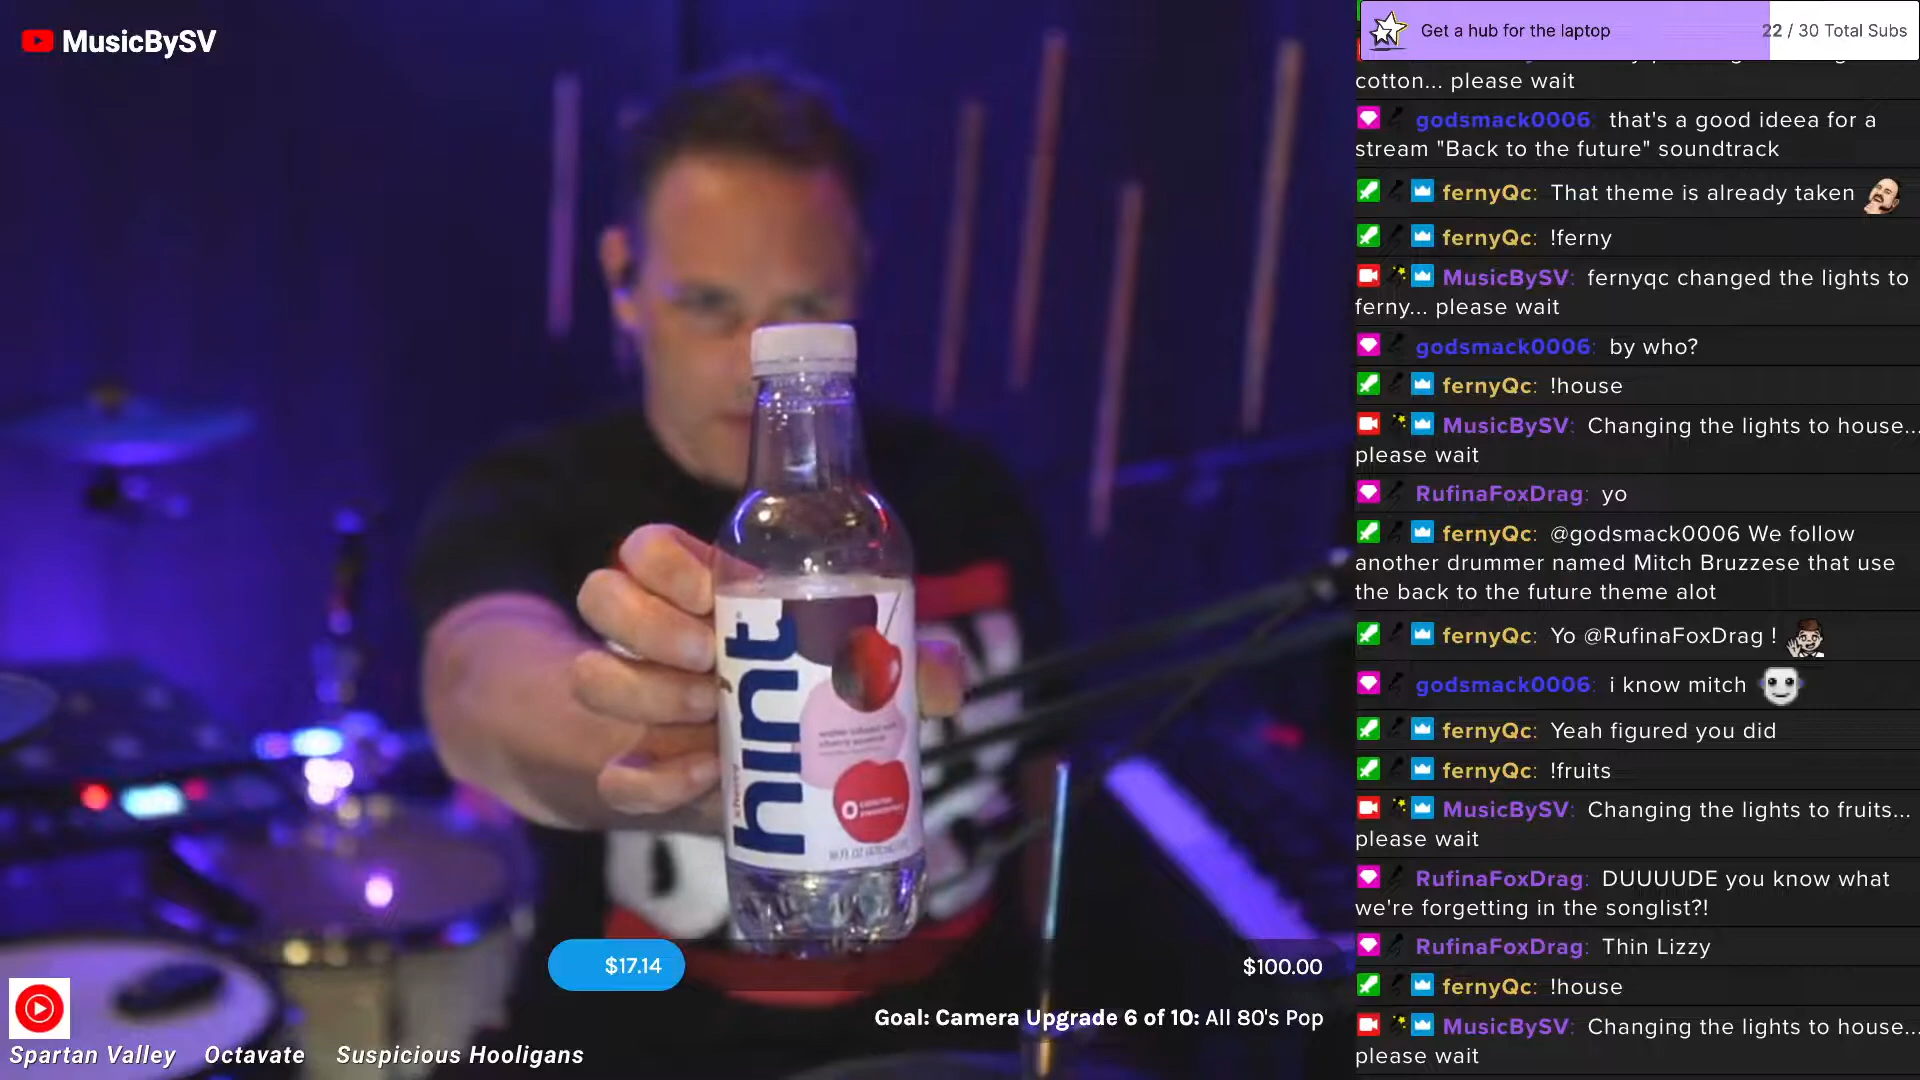 MusicBySV
Get a hub for the laptop
22 / 30 Total Subs
cotton... please wait
godsmack0006: that's a good ideea for a
stream "Back to the future" soundtrack
fernyQc: That theme is already taken
fernyQc: !ferny
MusicBySV: fernyqc changed the lights to
ferny... please wait
godsmack0006: by who?
fernyQc: !house
MusicBySV: Changing the lights to house...
please wait
RufinaFoxDrag: yo
fernyQc: @godsmack0006 We follow
another drummer named Mitch Bruzzese that use
the back to the future theme alot
fernyQc: Yo @RufinaFoxDrag !
godsmack0006: i know mitch
fernyQc: Yeah figured you did
fernyQc: !fruits
MusicBySV: Changing the lights to fruits...
please wait
RufinaFoxDrag: DUUUUDE you know what
we're forgetting in the songlist?!
RufinaFoxDrag: Thin Lizzy
fernyQc: !house
MusicBySV: Changing the lights to house...
please wait
hint
cherry
water infused with
cherry essence
$17.14
$100.00
Goal: Camera Upgrade 6 of 10: All 80's Pop
Spartan Valley Octavate Suspicious Hooligans